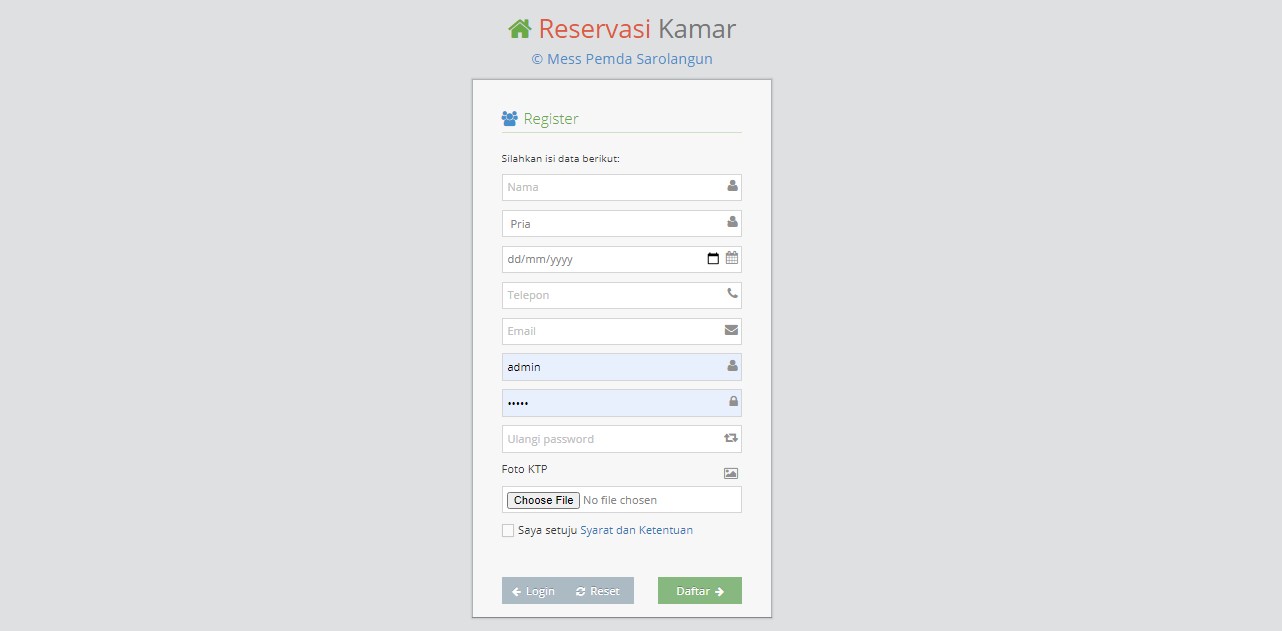 Reservasi Kamar
© Mess Pemda Sarolangun
Register
Silahkan isi data berikut:
Nama
Pria
dd/mm/yyyy
Telepon
Email
admin
•••••
Ulangi password
Foto KTP
Choose File No file chosen
Saya setuju Syarat dan Ketentuan
Login Reset Daftar